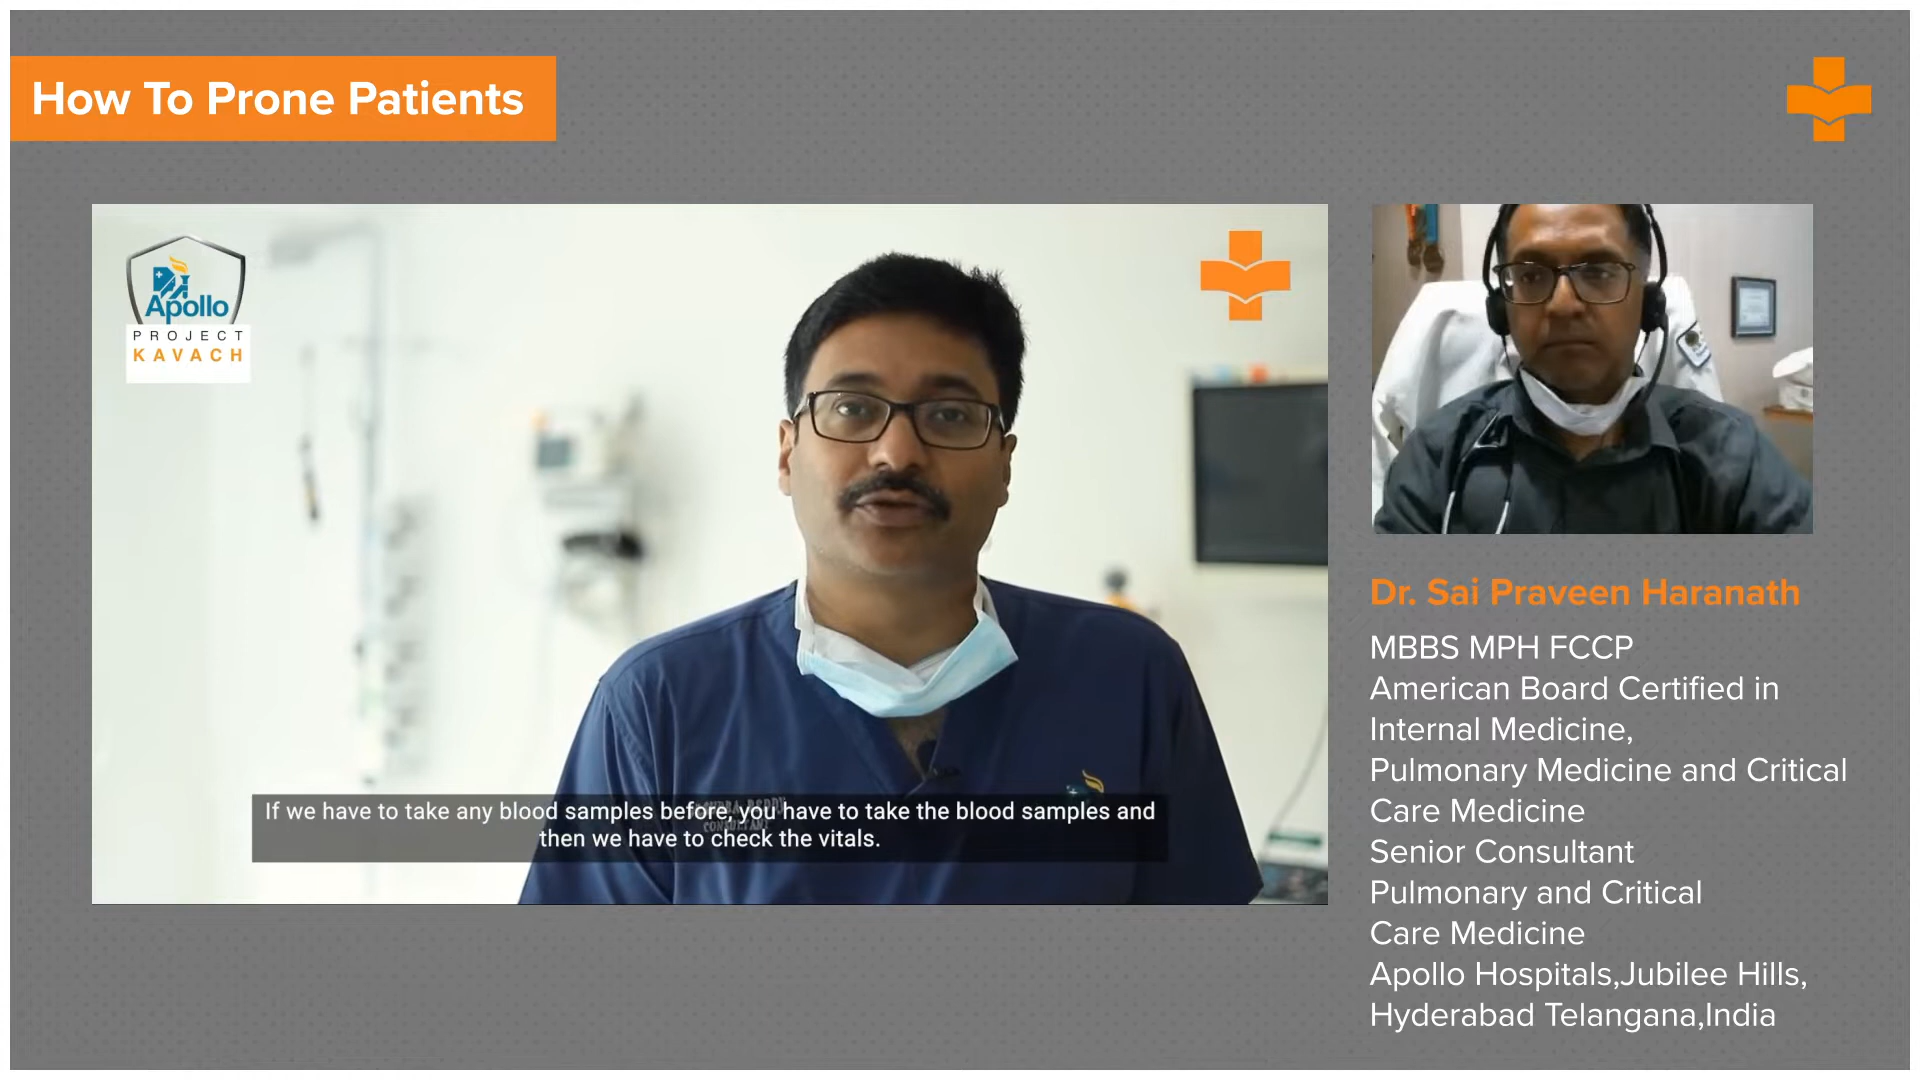 How To Prone Patients
Apollo
PROJECT
KAVACH
If we have to take any blood samples before, you have to take the blood samples and
then we have to check the vitals.
CONSULTANT
Dr. Sai Praveen Haranath
MBBS MPH FCCP
American Board Certified in
Internal Medicine,
Pulmonary Medicine and Critical
Care Medicine
Senior Consultant
Pulmonary and Critical
Care Medicine
Apollo Hospitals,Jubilee Hills,
Hyderabad Telangana,India